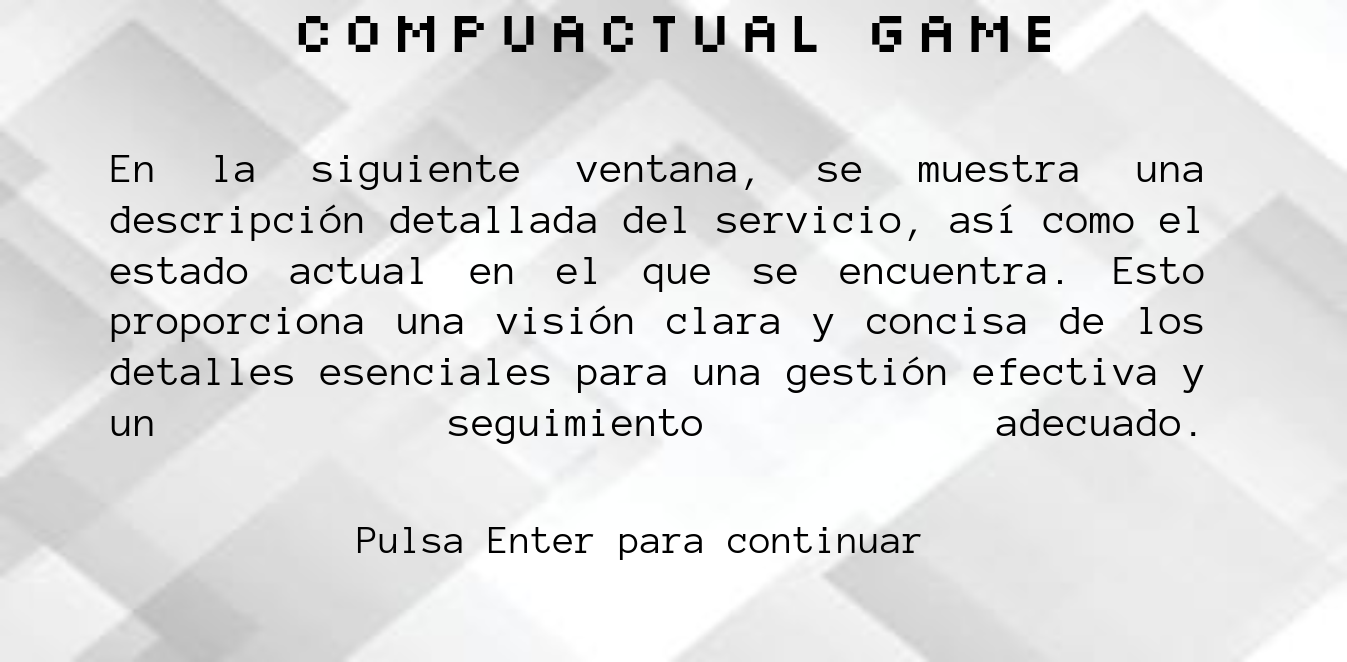 COMPUACTUAL GAME
En la siguiente ventana, se muestra una
descripción detallada del servicio, así como el
estado actual en el que se encuentra. Esto
proporciona una visión clara y concisa de los
detalles esenciales para una gestión efectiva y
un seguimiento adecuado.
Pulsa Enter para continuar